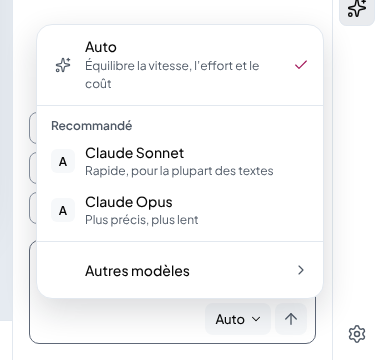 Auto
Équilibre la vitesse, l'effort et le
coût
Recommandé
A
Claude Sonnet
Rapide, pour la plupart des textes
A
Claude Opus
Plus précis, plus lent
Autres modèles
Auto